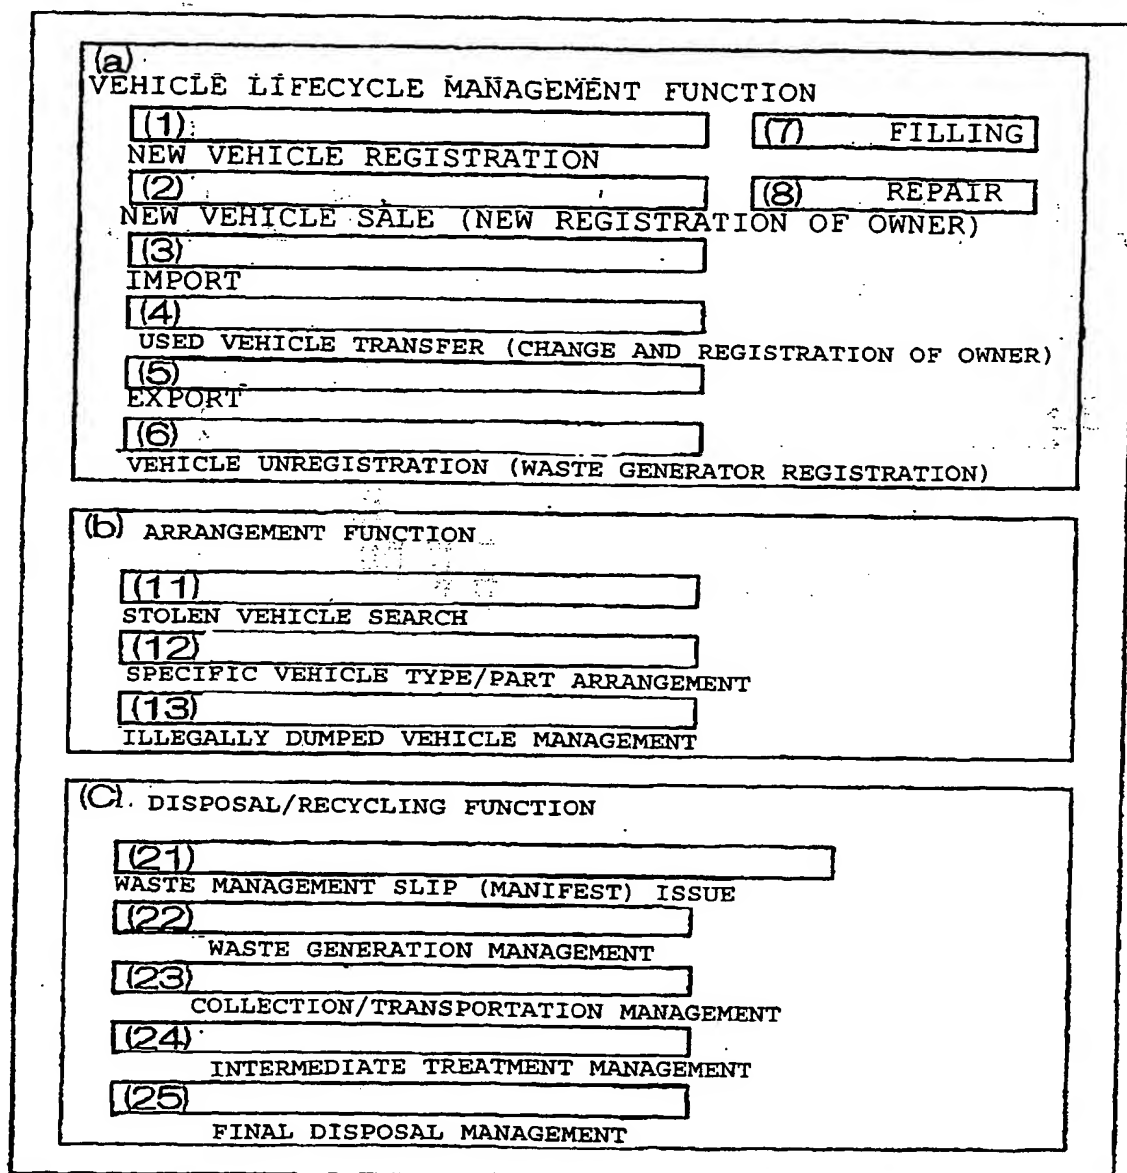 (a)
VEHICLE LIFECYCLE MANAGEMENT FUNCTION
(1)
(7) FILLING
NEW VEHICLE REGISTRATION
(2)
(8) REPAIR
NEW VEHICLE SALE (NEW REGISTRATION OF OWNER)
(3)
IMPORT
(4)
USED VEHICLE TRANSFER (CHANGE AND REGISTRATION OF OWNER)
(5)
EXPORT
(6)
VEHICLE UNREGISTRATION (WASTE GENERATOR REGISTRATION)
(b) ARRANGEMENT FUNCTION
(11)
STOLEN VEHICLE SEARCH
(12)
SPECIFIC VEHICLE TYPE/PART ARRANGEMENT
(13)
ILLEGALLY DUMPED VEHICLE MANAGEMENT
(C). DISPOSAL/RECYCLING FUNCTION
(21)
WASTE MANAGEMENT SLIP (MANIFEST) ISSUE
(22)
WASTE GENERATION MANAGEMENT
(23)
COLLECTION/TRANSPORTATION MANAGEMENT
(24)
INTERMEDIATE TREATMENT MANAGEMENT
(25)
FINAL DISPOSAL MANAGEMENT